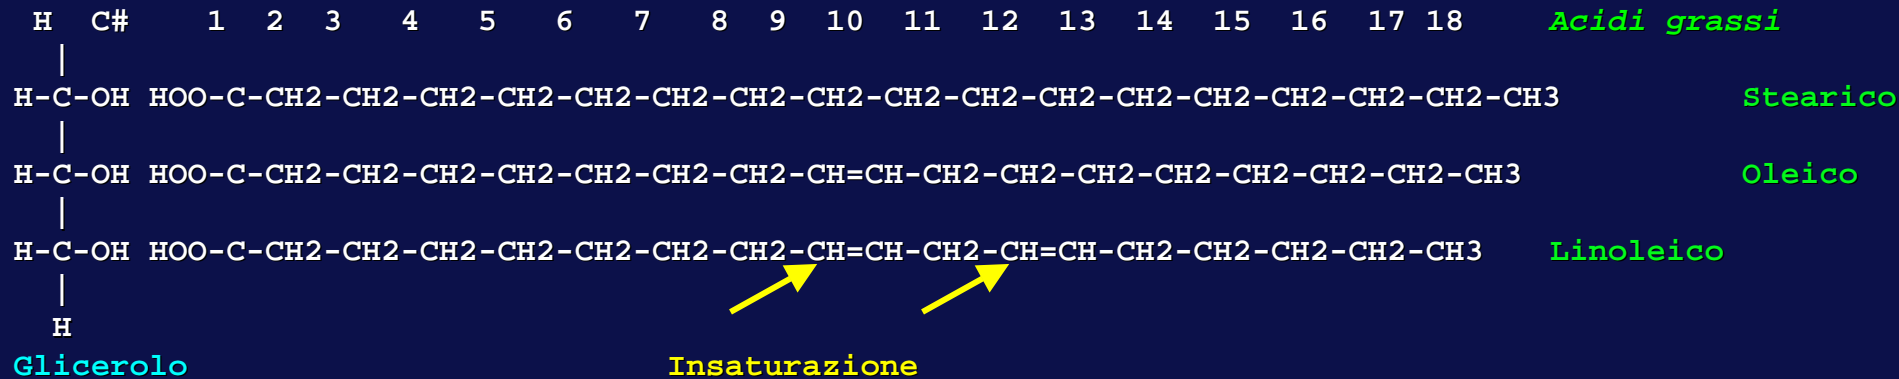 H  C#  1  2  3  4  5  6  7  8  9  10  11  12  13  14  15  16  17  18  Acidi grassi
|
H-C-OH HOO-C-CH2-CH2-CH2-CH2-CH2-CH2-CH2-CH2-CH2-CH2-CH2-CH2-CH2-CH2-CH2-CH2-CH3  Stearico
|
H-C-OH HOO-C-CH2-CH2-CH2-CH2-CH2-CH2-CH2-CH=CH-CH2-CH2-CH2-CH2-CH2-CH2-CH2-CH3  Oleico
|
H-C-OH HOO-C-CH2-CH2-CH2-CH2-CH2-CH2-CH2-CH=CH-CH2-CH=CH-CH2-CH2-CH2-CH2-CH3  Linoleico
|
H
Glicerolo  Insaturazione